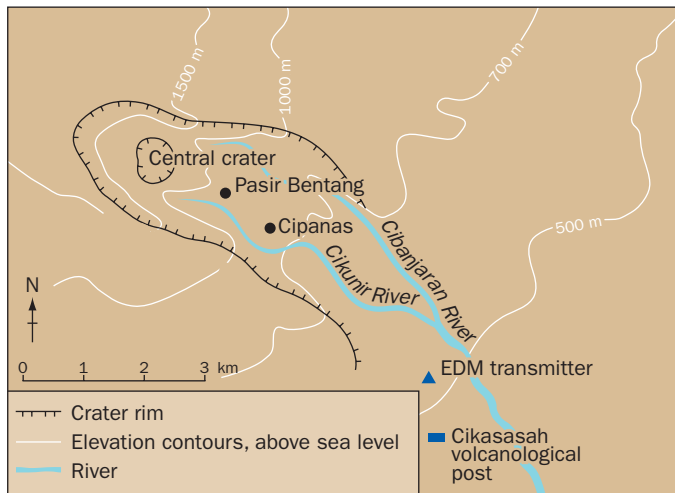 1500 m
1000 m
700 m
500 m
Central crater
Pasir Bentang
Cipanas
Cibanjaran River
Cikunir River
N
0 1 2 3 km
EDM transmitter
Cikasasah
volcanological
post
Crater rim
Elevation contours, above sea level
River